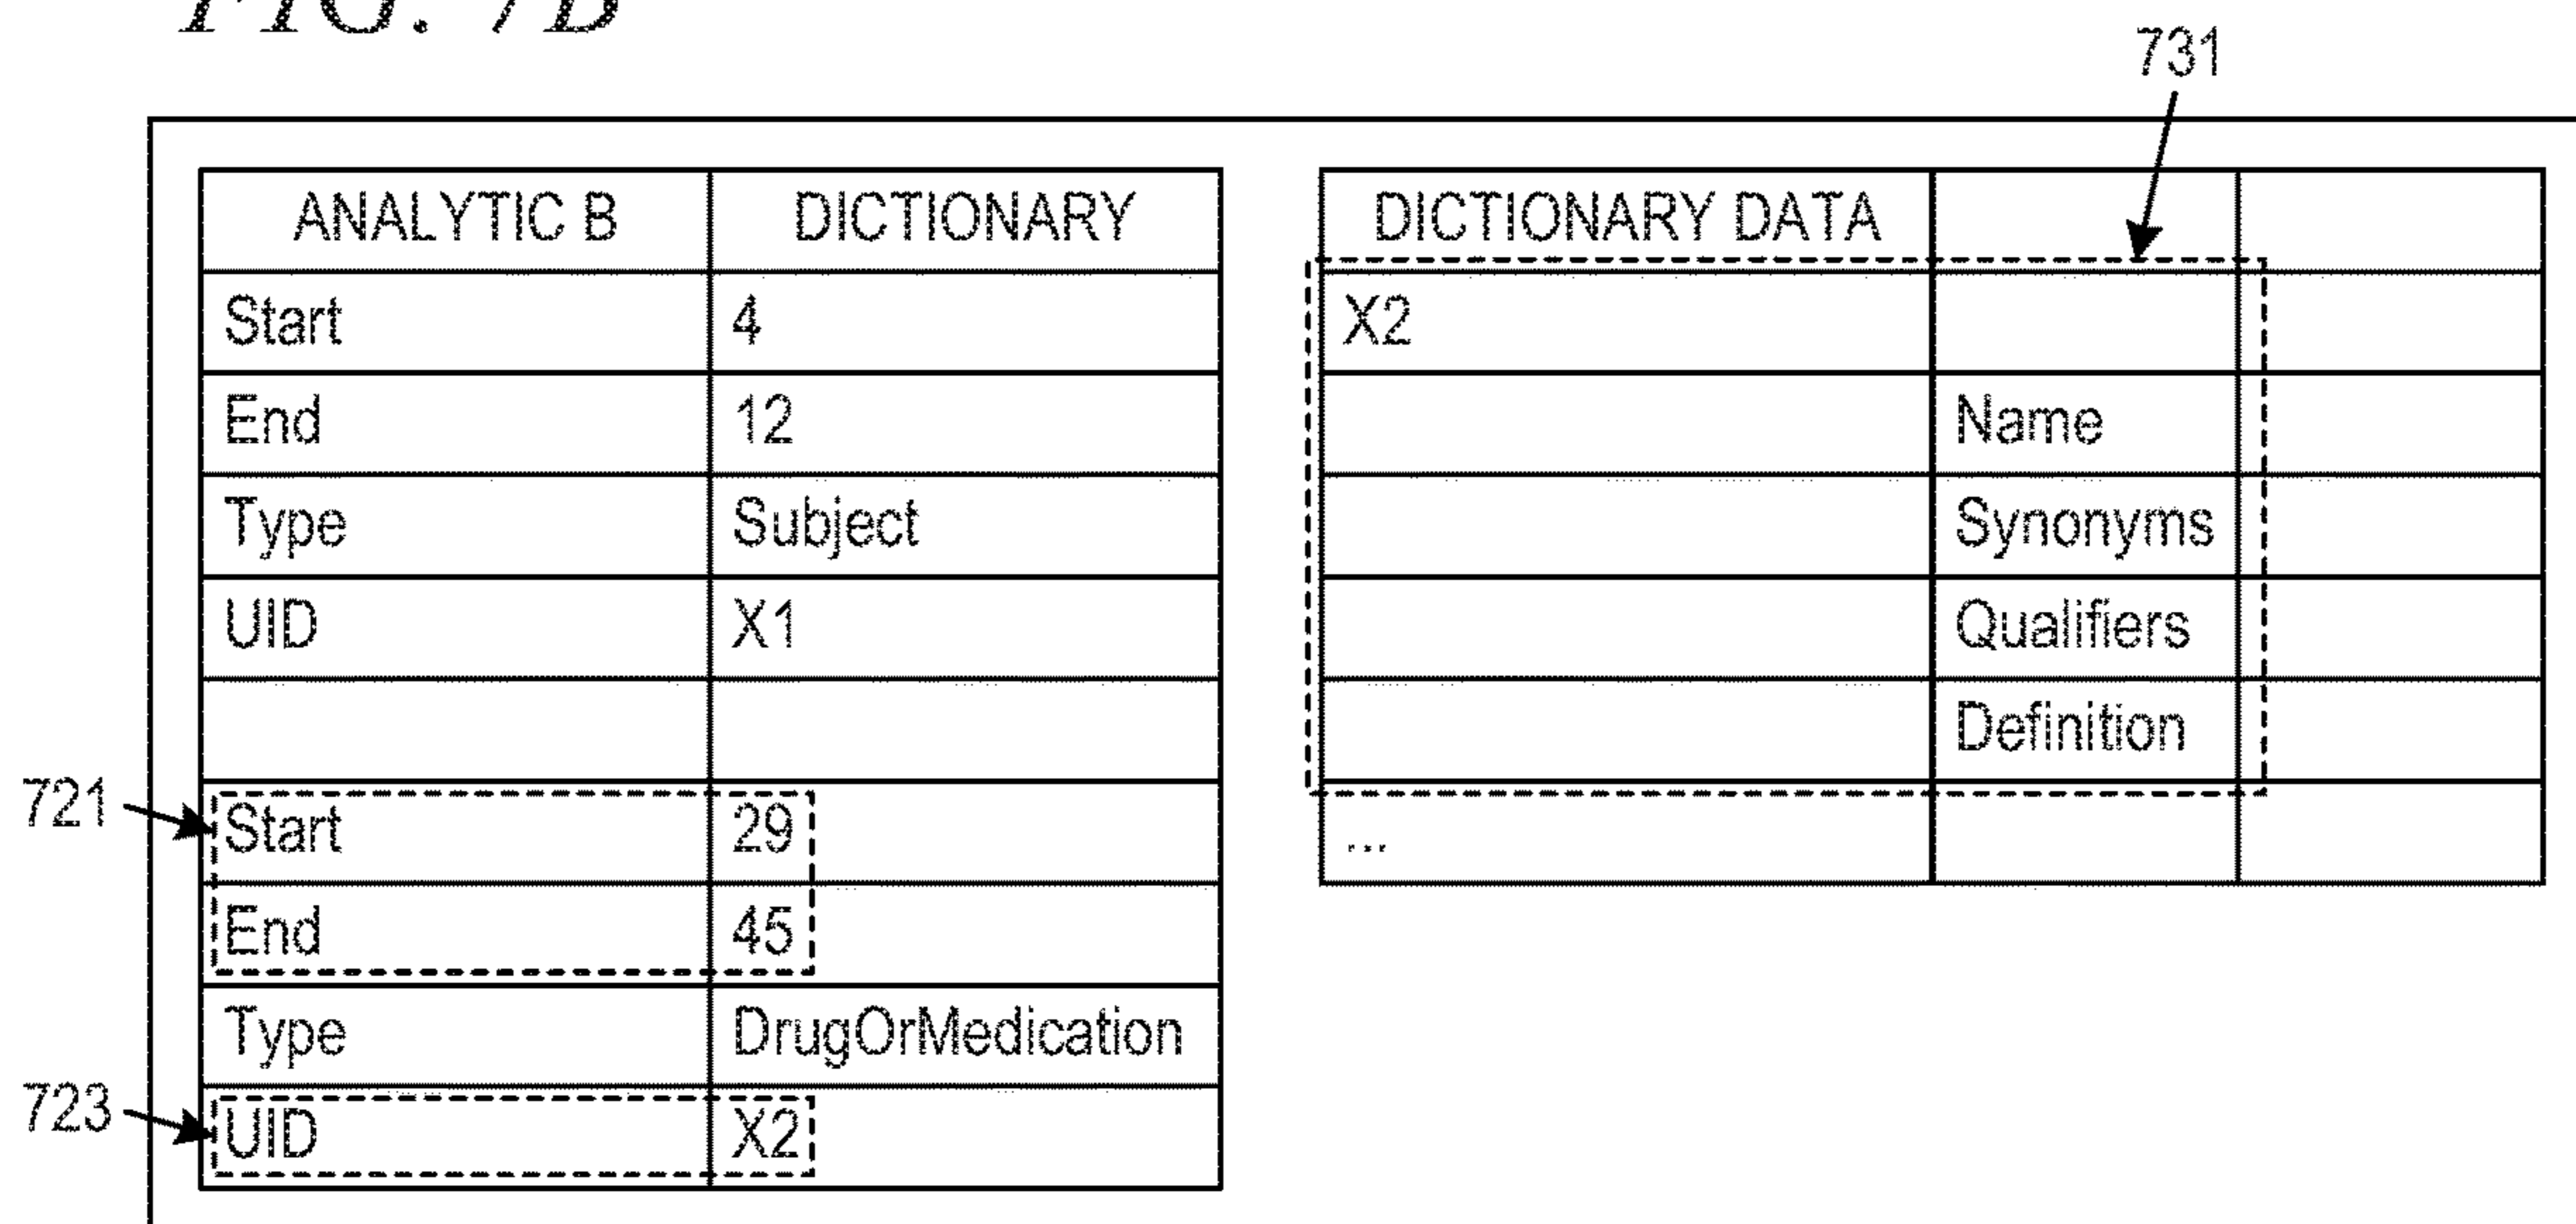 FIG. 7B
731
ANALYTIC B DICTIONARY
Start 4
End 12
Type Subject
UID X1
721 Start 29
End 45
Type DrugOrMedication
723 UID X2
DICTIONARY DATA
X2
Name
Synonyms
Qualifiers
Definition
...